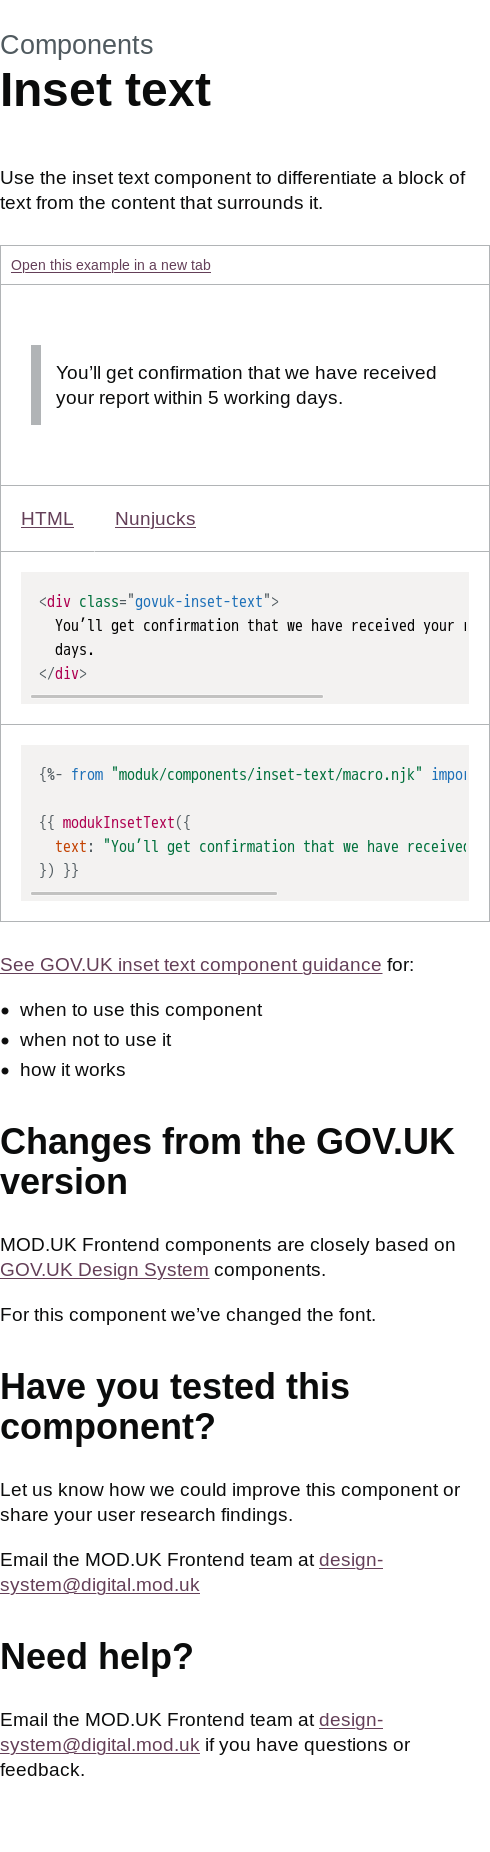 Components
Inset text
Use the inset text component to differentiate a block of
text from the content that surrounds it.
Open this example in a new tab
You’ll get confirmation that we have received
your report within 5 working days.
HTML Nunjucks
<div class="govuk-inset-text">
  You’ll get confirmation that we have received your
  days.
</div>
{%- from "moduk/components/inset-text/macro.njk"
{{ modukInsetText({
  text: "You’ll get confirmation that we have received
}) }}
See GOV.UK inset text component guidance for:
• when to use this component
• when not to use it
• how it works
Changes from the GOV.UK
version
MOD.UK Frontend components are closely based on
GOV.UK Design System components.
For this component we’ve changed the font.
Have you tested this
component?
Let us know how we could improve this component or
share your user research findings.
Email the MOD.UK Frontend team at design-
system@digital.mod.uk
Need help?
Email the MOD.UK Frontend team at design-
system@digital.mod.uk if you have questions or
feedback.